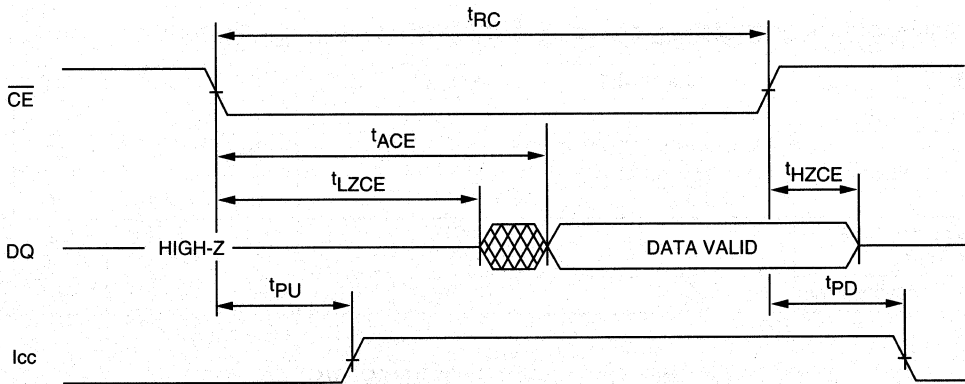 tRC
CE
tACE
tHZCE
tLZCE
DQ
HIGH-Z
DATA VALID
tPU
tPD
Icc